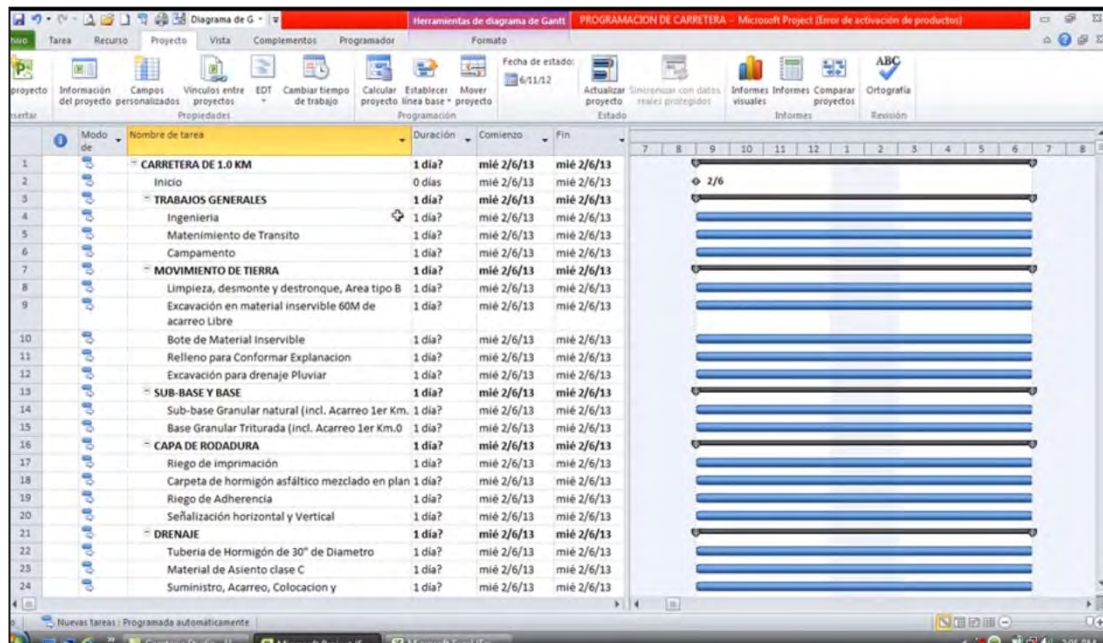 Diagrama de G
Herramientas de diagrama de Gantt
PROGRAMACION DE CARRETERA - Microsoft Project (Error de activación de productos)
Tarea Recurso Proyecto Vista Complementos Programador Formato
proyecto
Información del proyecto
Campos personalizados
Vínculos entre proyectos
EDT
Cambiar tiempo de trabajo
Calcular proyecto
Establecer línea base
Mover proyecto
Fecha de estado:
6/11/12
Actualizar proyecto
Sincronizar con datos reales protegidos
Informes visuales
Informes
Comparar proyectos
ABC
Ortografía
Propiedades Programación Estado Informes Revisión
Modo de Nombre de tarea Duración Comienzo Fin
7 8 9 10 11 12 1 2 3 4 5 6 7 8
1 CARRETERA DE 1.0 KM 1 día? mié 2/6/13 mié 2/6/13
2 Inicio 0 días mié 2/6/13 mié 2/6/13 2/6
3 TRABAJOS GENERALES 1 día? mié 2/6/13 mié 2/6/13
4 Ingenieria 1 día? mié 2/6/13 mié 2/6/13
5 Matenimiento de Transito 1 día? mié 2/6/13 mié 2/6/13
6 Campamento 1 día? mié 2/6/13 mié 2/6/13
7 MOVIMIENTO DE TIERRA 1 día? mié 2/6/13 mié 2/6/13
8 Limpieza, desmonte y destronque, Area tipo B 1 día? mié 2/6/13 mié 2/6/13
9 Excavación en material inservible 60M de acarreo Libre 1 día? mié 2/6/13 mié 2/6/13
10 Bote de Material Inservible 1 día? mié 2/6/13 mié 2/6/13
11 Relleno para Conformar Explanacion 1 día? mié 2/6/13 mié 2/6/13
12 Excavación para drenaje Pluviar 1 día? mié 2/6/13 mié 2/6/13
13 SUB-BASE Y BASE 1 día? mié 2/6/13 mié 2/6/13
14 Sub-base Granular natural (incl. Acarreo 1er Km. 1 día? mié 2/6/13 mié 2/6/13
15 Base Granular Triturada (incl. Acarreo 1er Km.0 1 día? mié 2/6/13 mié 2/6/13
16 CAPA DE RODADURA 1 día? mié 2/6/13 mié 2/6/13
17 Riego de imprimación 1 día? mié 2/6/13 mié 2/6/13
18 Carpeta de hormigón asfáltico mezclado en plan 1 día? mié 2/6/13 mié 2/6/13
19 Riego de Adherencia 1 día? mié 2/6/13 mié 2/6/13
20 Señalización horizontal y Vertical 1 día? mié 2/6/13 mié 2/6/13
21 DRENAJE 1 día? mié 2/6/13 mié 2/6/13
22 Tuberia de Hormigón de 30" de Diametro 1 día? mié 2/6/13 mié 2/6/13
23 Material de Asiento clase C 1 día? mié 2/6/13 mié 2/6/13
24 Suministro, Acarreo, Colocacion y 1 día? mié 2/6/13 mié 2/6/13
Nuevas tareas : Programada automáticamente